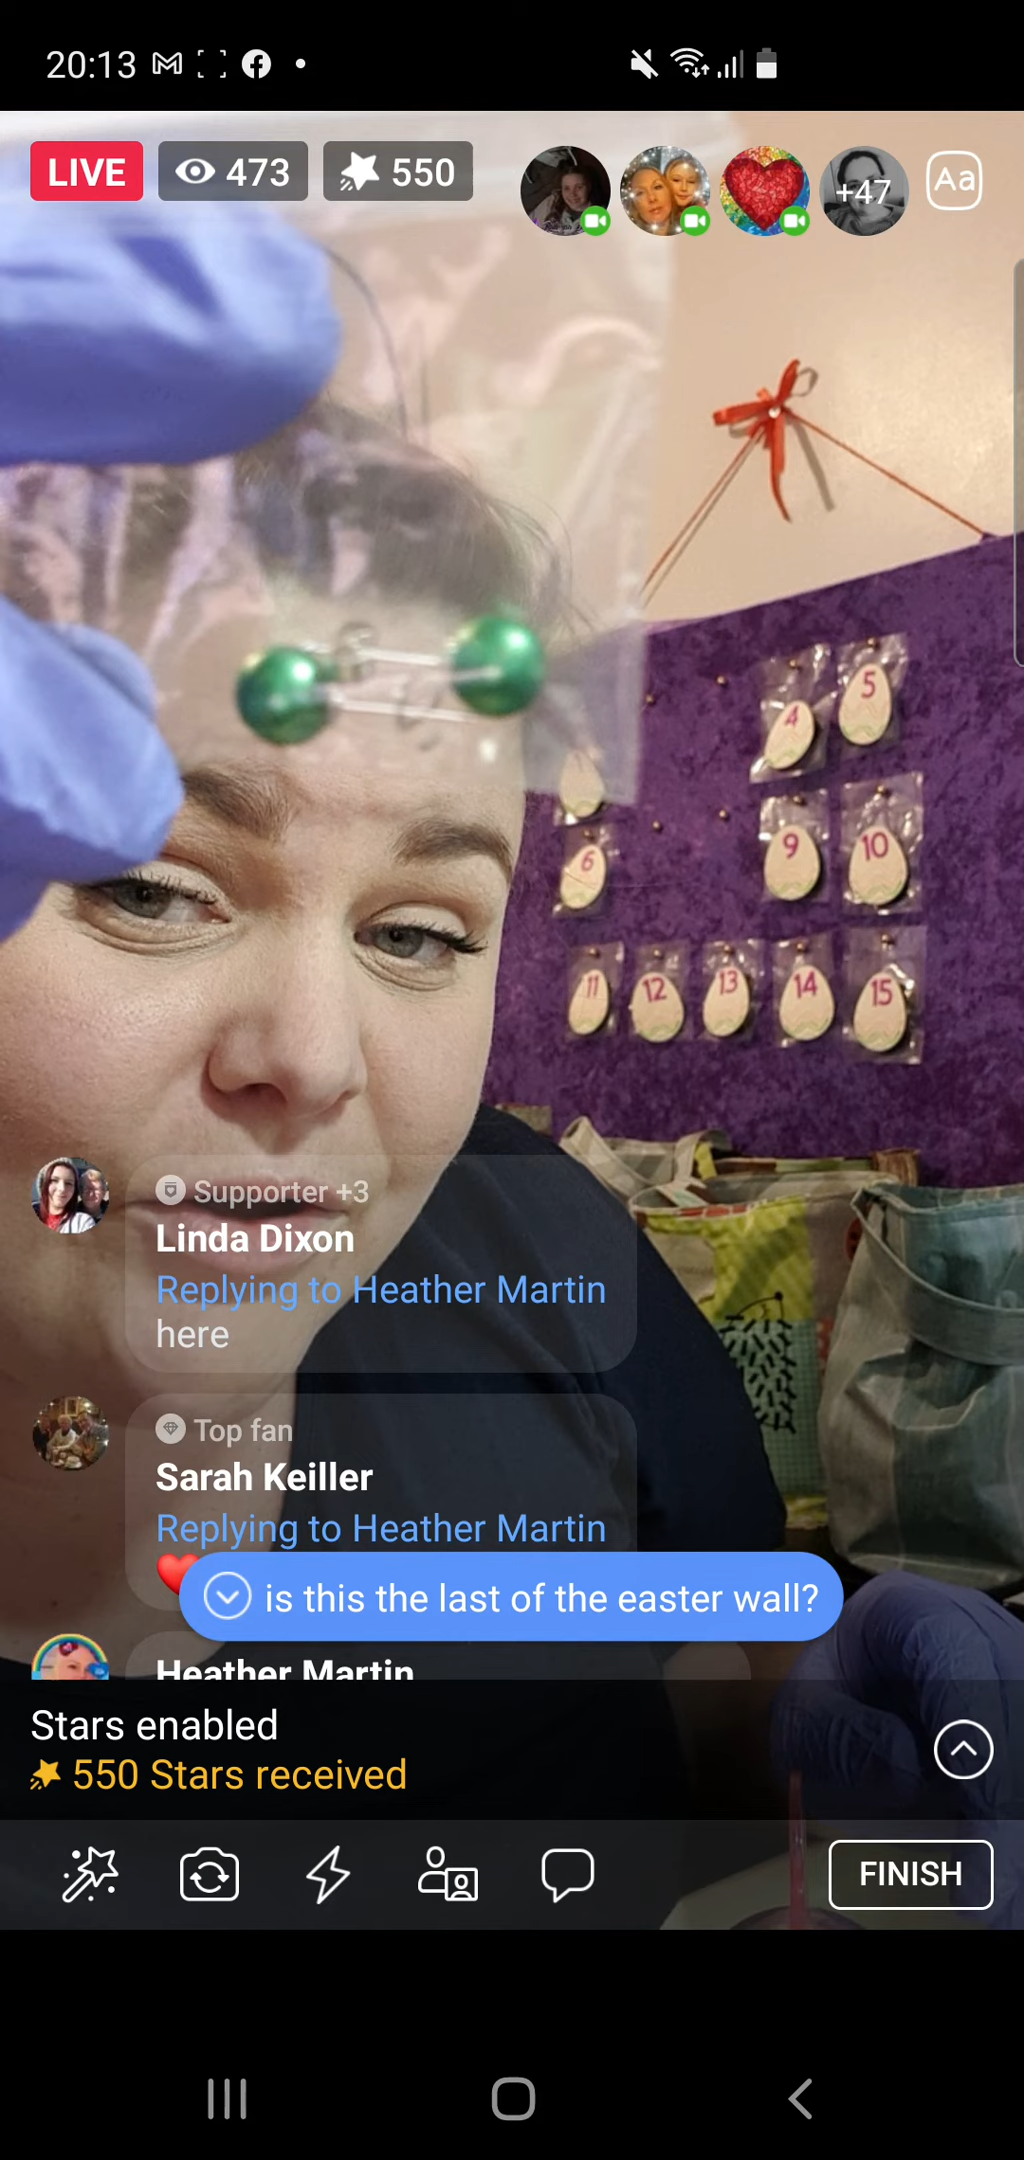 20:13
LIVE 473 550
+47 Aa
5
4
6
9
10
11
12
13
14
15
Supporter +3
Linda Dixon
Replying to Heather Martin
here
Top fan
Sarah Keiller
Replying to Heather Martin
is this the last of the easter wall?
Heather Martin
Stars enabled
550 Stars received
FINISH